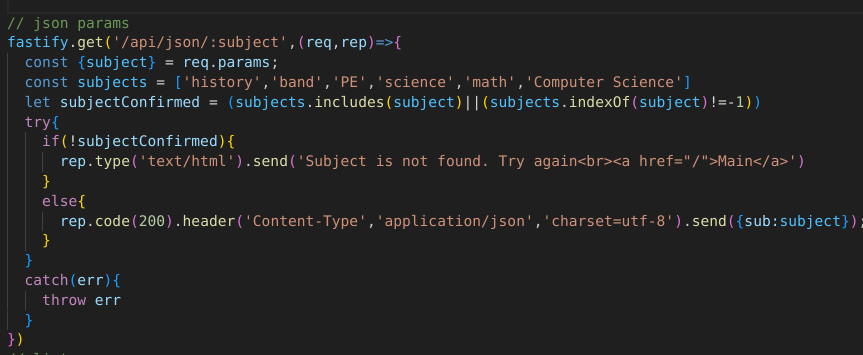 // json params
fastify.get('/api/json/:subject',(req,rep)=>{
const {subject} = req.params;
const subjects = ['history','band','PE','science','math','Computer Science']
let subjectConfirmed = (subjects.includes(subject)||(subjects.indexOf(subject)!=-1))
try{
if(!subjectConfirmed){
rep.type('text/html').send('Subject is not found. Try again<br><a href="/">Main</a>')
}
else{
rep.code(200).header('Content-Type','application/json','charset=utf-8').send({sub:subject});
}
}
catch(err){
throw err
}
})